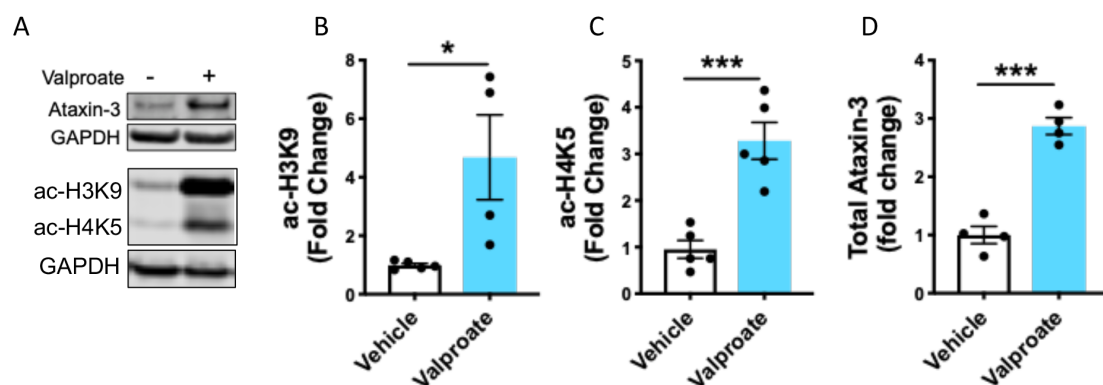 A
Valproate - +
Ataxin-3
GAPDH
ac-H3K9
ac-H4K5
GAPDH
B
ac-H3K9
(Fold Change)
8
6
4
2
0
*
Vehicle
Valproate
C
ac-H4K5
(Fold Change)
5
4
3
2
1
0
***
Vehicle
Valproate
D
Total Ataxin-3
(fold change)
4
3
2
1
0
***
Vehicle
Valproate